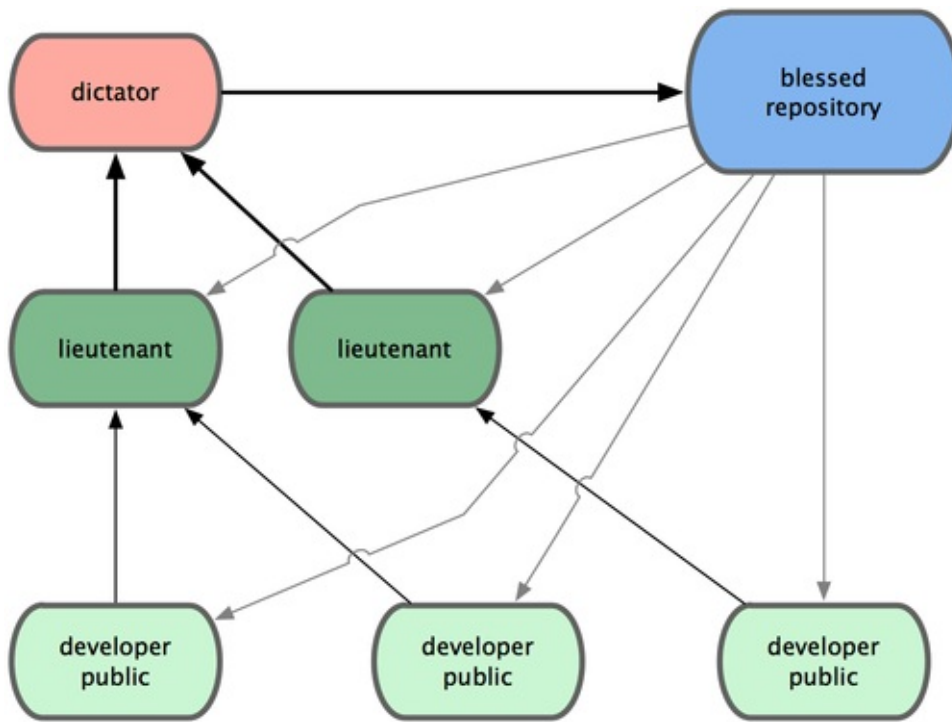 dictator
blessed
repository
lieutenant
lieutenant
developer
public
developer
public
developer
public